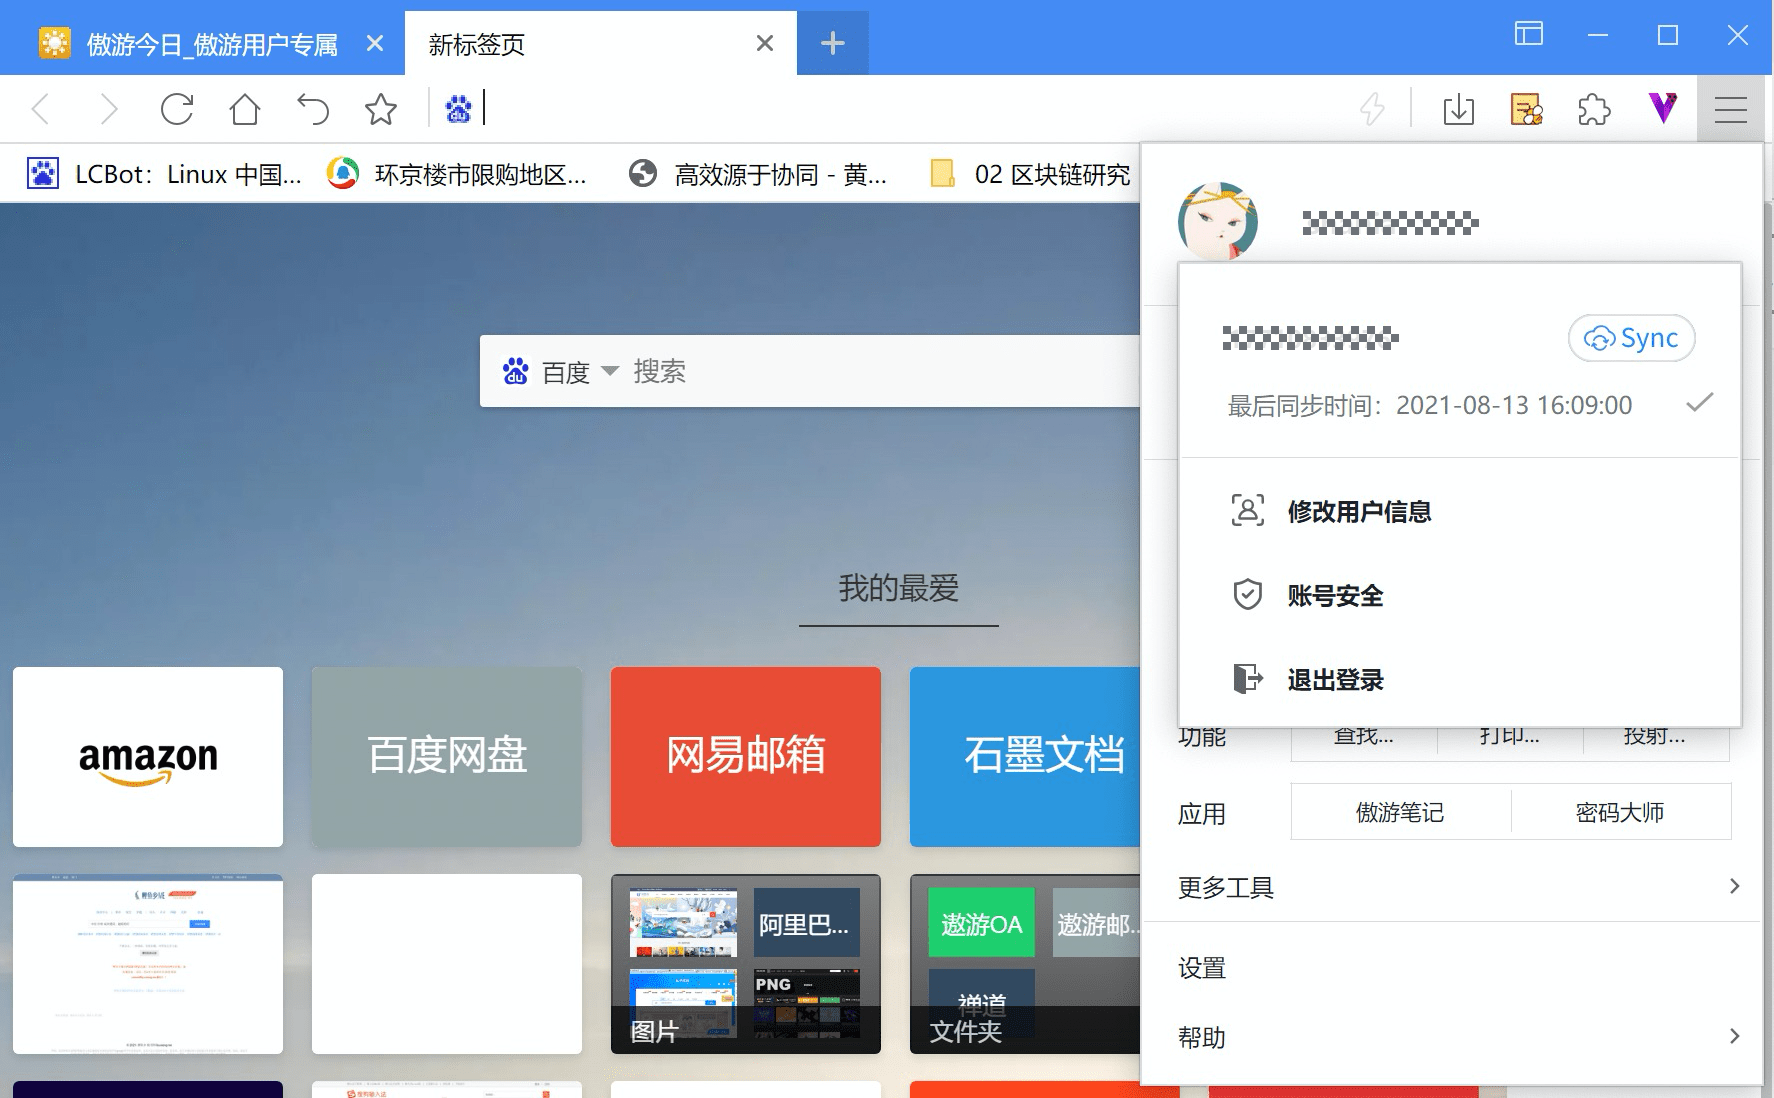 傲游今日_傲游用户专属
新标签页
du
LCBot：Linux 中国...
环京楼市限购地区...
高效源于协同 - 黄...
02 区块链研究
Sync
最后同步时间：2021-08-13 16:09:00
修改用户信息
账号安全
退出登录
du 百度 搜索
我的最爱
amazon
百度网盘
网易邮箱
石墨文档
阿里巴...
PNG
图片
遨游OA
遨游邮...
禅道
文件夹
功能
查找...
打印...
投射...
应用
傲游笔记
密码大师
更多工具
设置
帮助